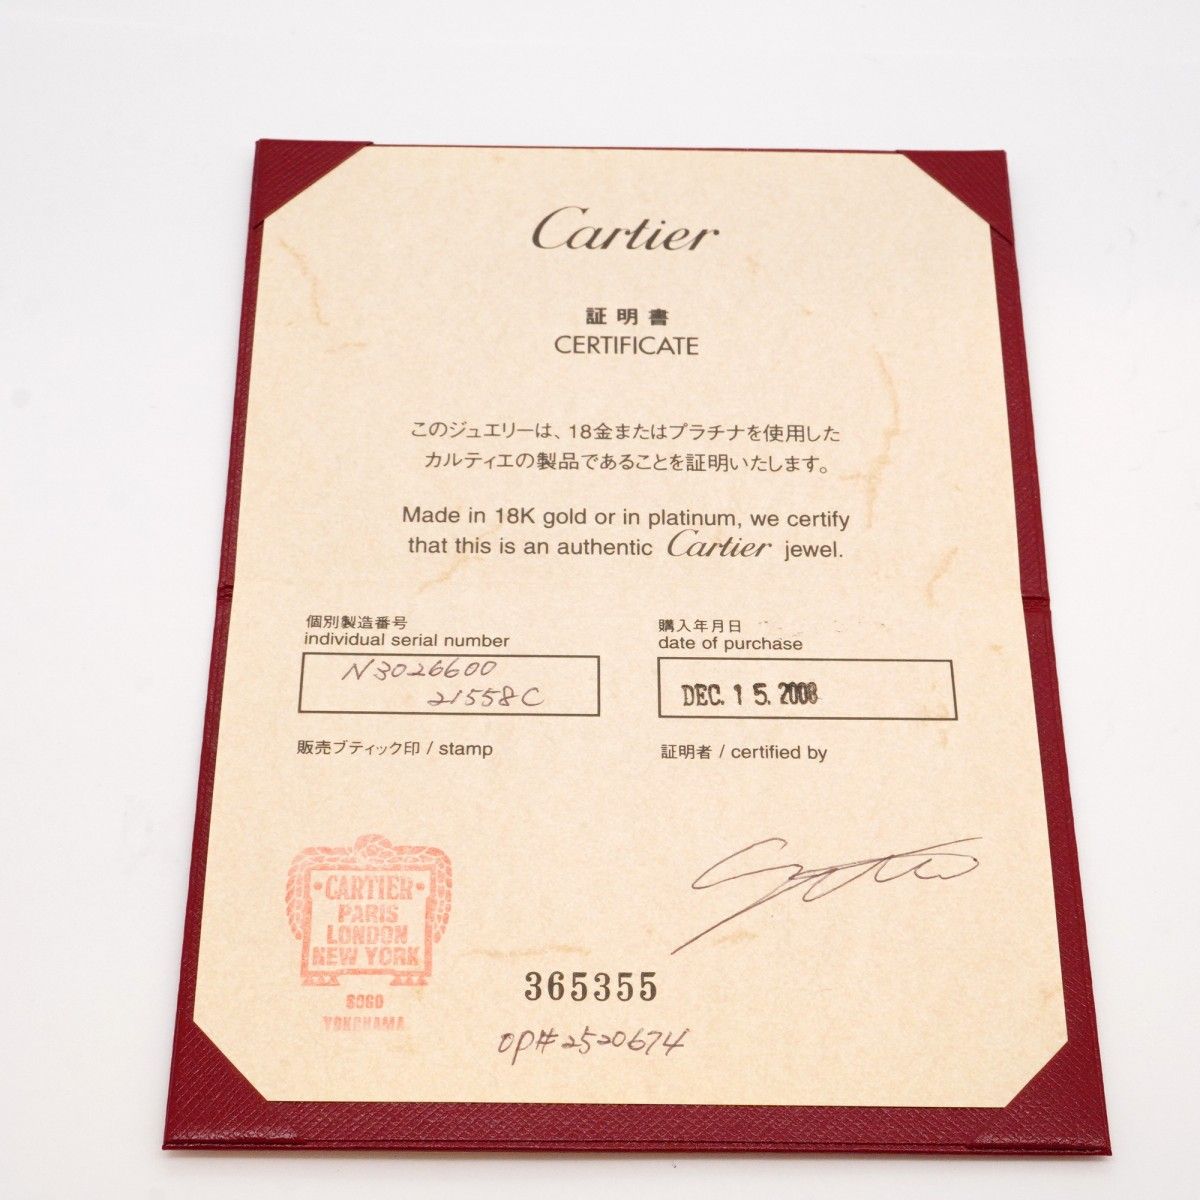 Cartier
証明書
CERTIFICATE
このジュエリーは、18金またはプラチナを使用した
カルティエの製品であることを証明いたします。
Made in 18K gold or in platinum, we certify
that this is an authentic Cartier jewel.
個別製造番号
individual serial number
N3026600
21558C
購入年月日
date of purchase
DEC. 15. 2008
販売ブティック印 / stamp
証明者 / certified by
CARTIER
PARIS
LONDON
NEW YORK
SOGO
YOKOHAMA
365355
OP#2520674